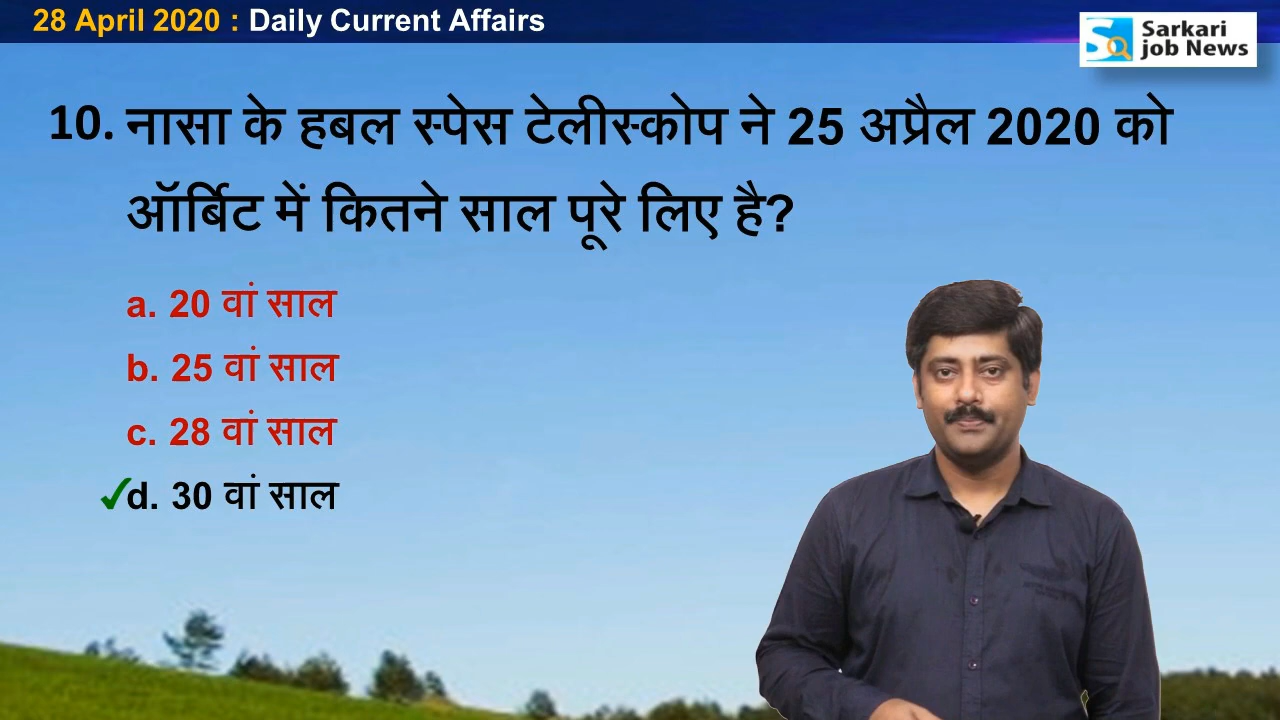 28 April 2020 : Daily Current Affairs
Sarkari
job News
10. नासा के हबल स्पेस टेलीस्कोप ने 25 अप्रैल 2020 को
ऑर्बिट में कितने साल पूरे लिए है?
a. 20 वां साल
b. 25 वां साल
c. 28 वां साल
d. 30 वां साल